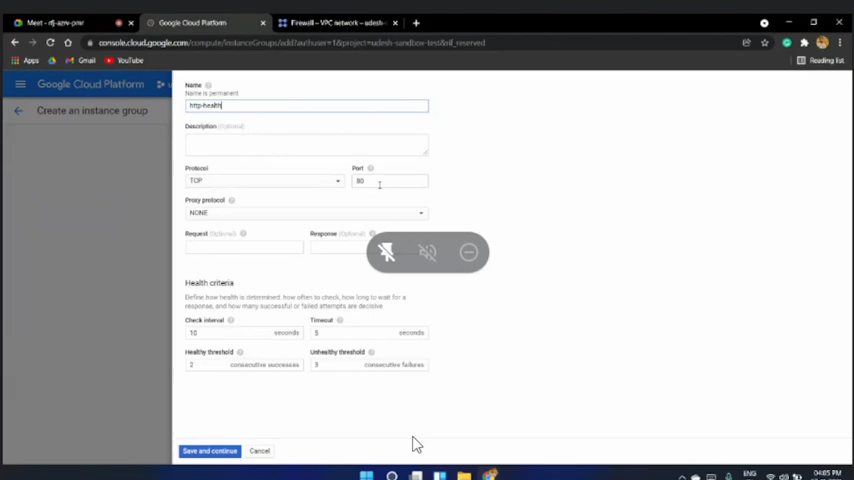 Meet - rfj-aznv-pmr
Google Cloud Platform
Firewall – VPC network – udesh-s
console.cloud.google.com/compute/instanceGroups/add?authuser=1&project=udesh-sandbox-test&rif_reserved
Apps
Gmail
YouTube
Reading list
Google Cloud Platform
Create an instance group
Name
Name is permanent
http-health
Description (Optional)
Protocol
Port
TCP
80
Proxy protocol
NONE
Request (Optional)
Response (Optional)
Health criteria
Define how health is determined: how often to check, how long to wait for a
response, and how many successful or failed attempts are decisive
Check interval
Timeout
10 seconds
5 seconds
Healthy threshold
Unhealthy threshold
2 consecutive successes
3 consecutive failures
Save and continue
Cancel
ENG
04:05 PM